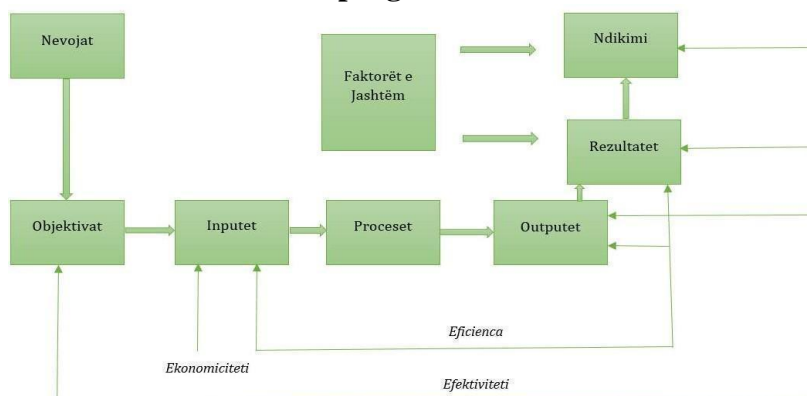 Nevojat
Faktorët e
Jashtëm
Ndikimi
Rezultatet
Objektivat
Inputet
Proceset
Outputet
Eficienca
Ekonomiciteti
Efektiviteti